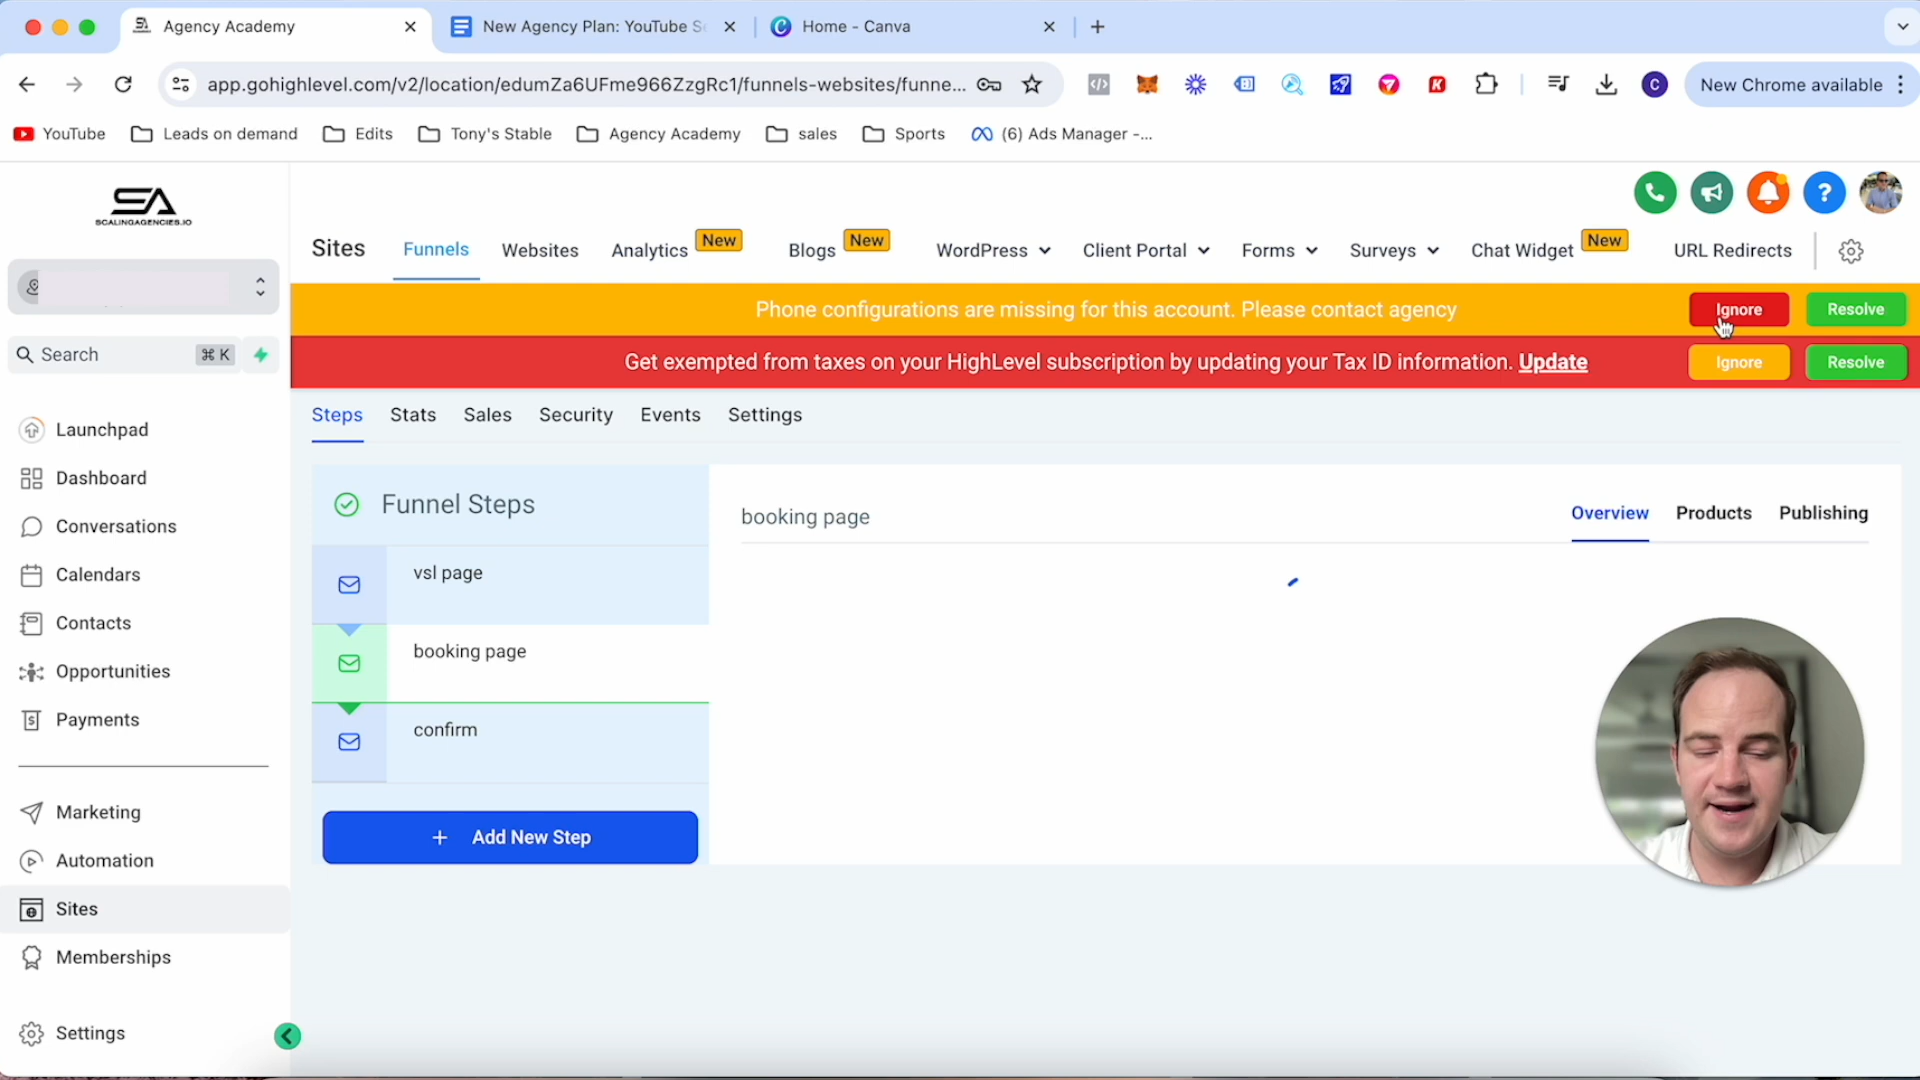 Agency Academy
New Agency Plan: YouTube Se
Home - Canva
app.gohighlevel.com/v2/location/edumZa6UFme966ZzgRc1/funnels-websites/funne...
C
New Chrome available
YouTube
Leads on demand
Edits
Tony's Stable
Agency Academy
sales
Sports
(6) Ads Manager -...
SA
SCALINGAGENCIES.IO
Sites
Funnels
Websites
Analytics
New
Blogs
New
WordPress
Client Portal
Forms
Surveys
Chat Widget
New
URL Redirects
Search
⌘ K
Phone configurations are missing for this account. Please contact agency
Ignore
Resolve
Get exempted from taxes on your HighLevel subscription by updating your Tax ID information. Update
Ignore
Resolve
Launchpad
Dashboard
Conversations
Calendars
Contacts
Opportunities
Payments
Marketing
Automation
Sites
Memberships
Settings
Steps
Stats
Sales
Security
Events
Settings
Funnel Steps
vsl page
booking page
confirm
+ Add New Step
booking page
Overview
Products
Publishing